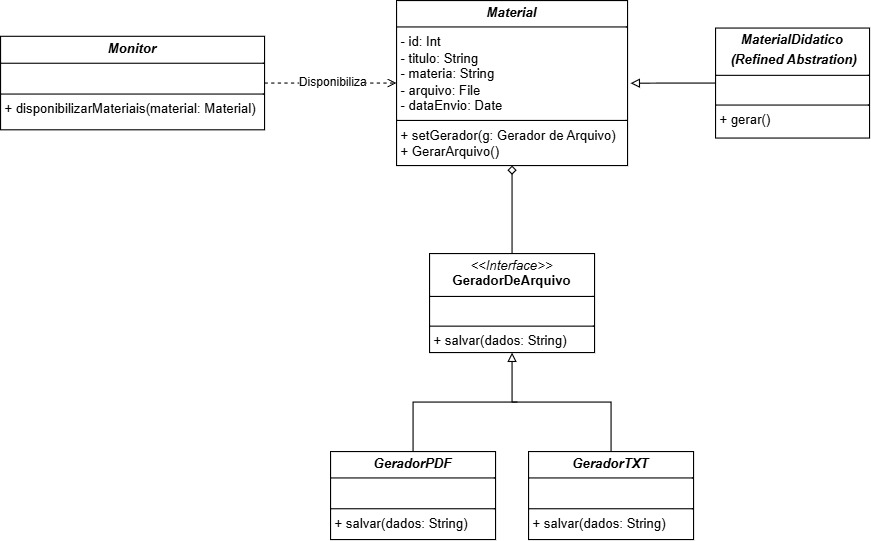 Monitor
+ disponibilizarMateriais(material: Material)
Disponibiliza
Material
- id: Int
- titulo: String
- materia: String
- arquivo: File
- dataEnvio: Date
+ setGerador(g: Gerador de Arquivo)
+ GerarArquivo()
MaterialDidatico
(Refined Abstration)
+ gerar()
<<Interface>>
GeradorDeArquivo
+ salvar(dados: String)
GeradorPDF
+ salvar(dados: String)
GeradorTXT
+ salvar(dados: String)